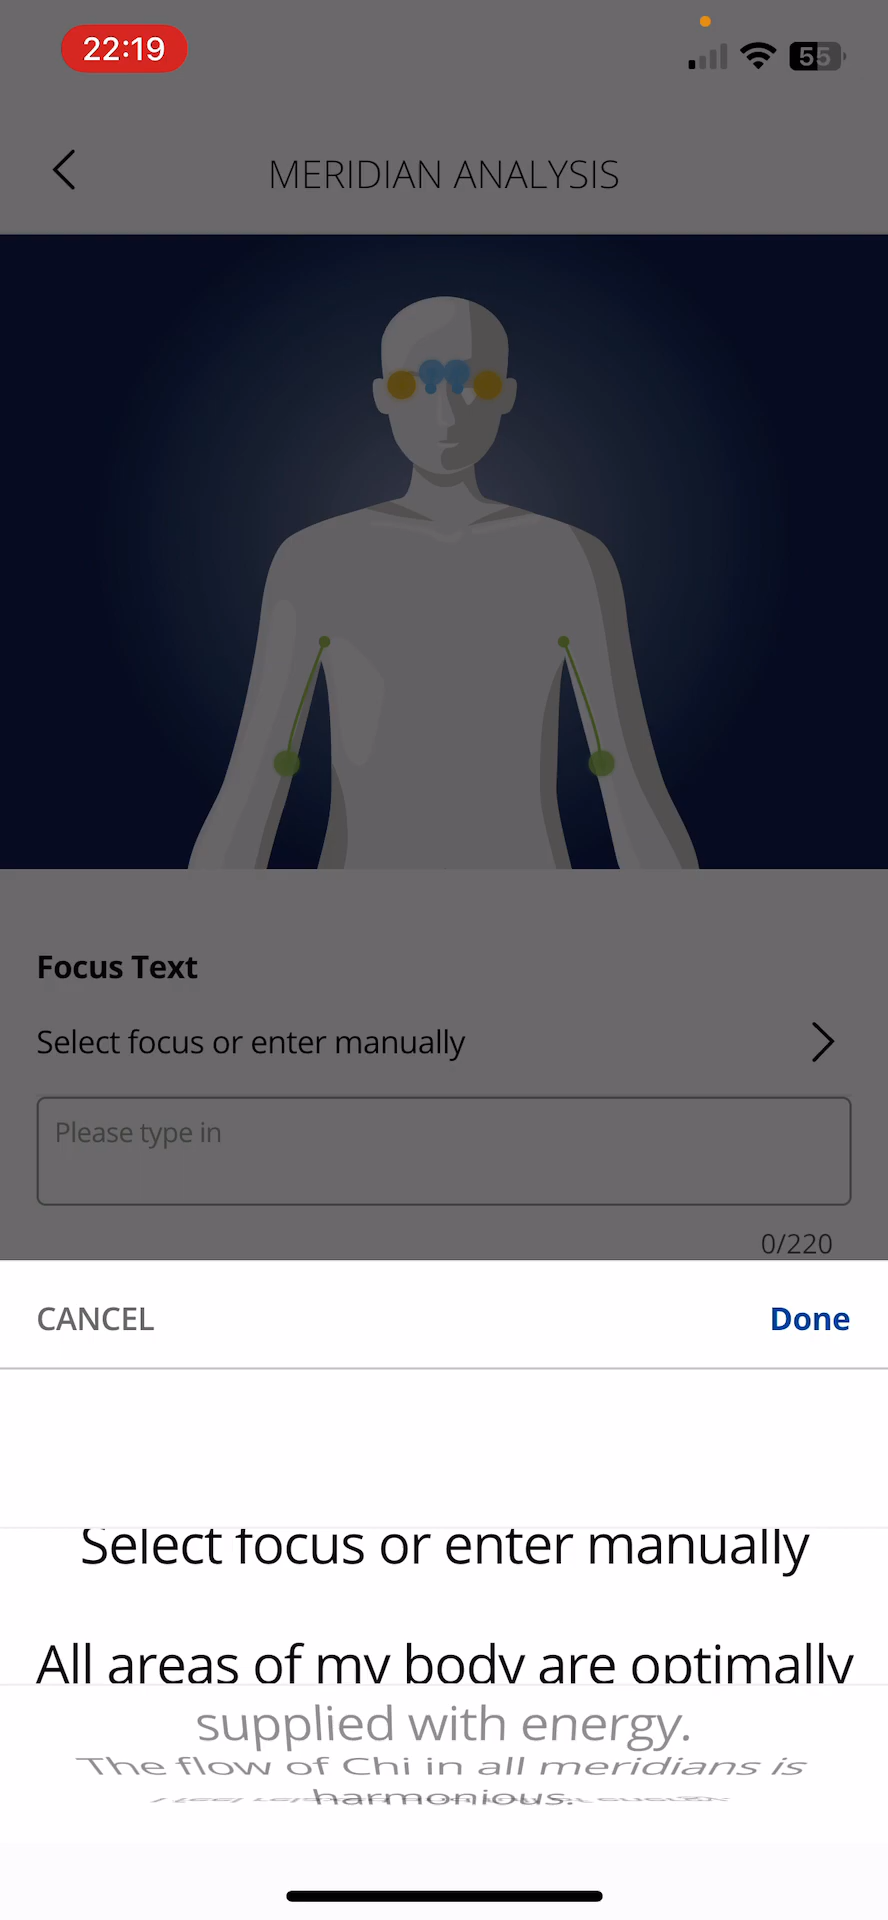 22:19
55
MERIDIAN ANALYSIS
Focus Text
Select focus or enter manually
Please type in
0/220
CANCEL
Done
Select focus or enter manually
All areas of my body are optimally
supplied with energy.
The flow of Chi in all meridians is
harmonious.